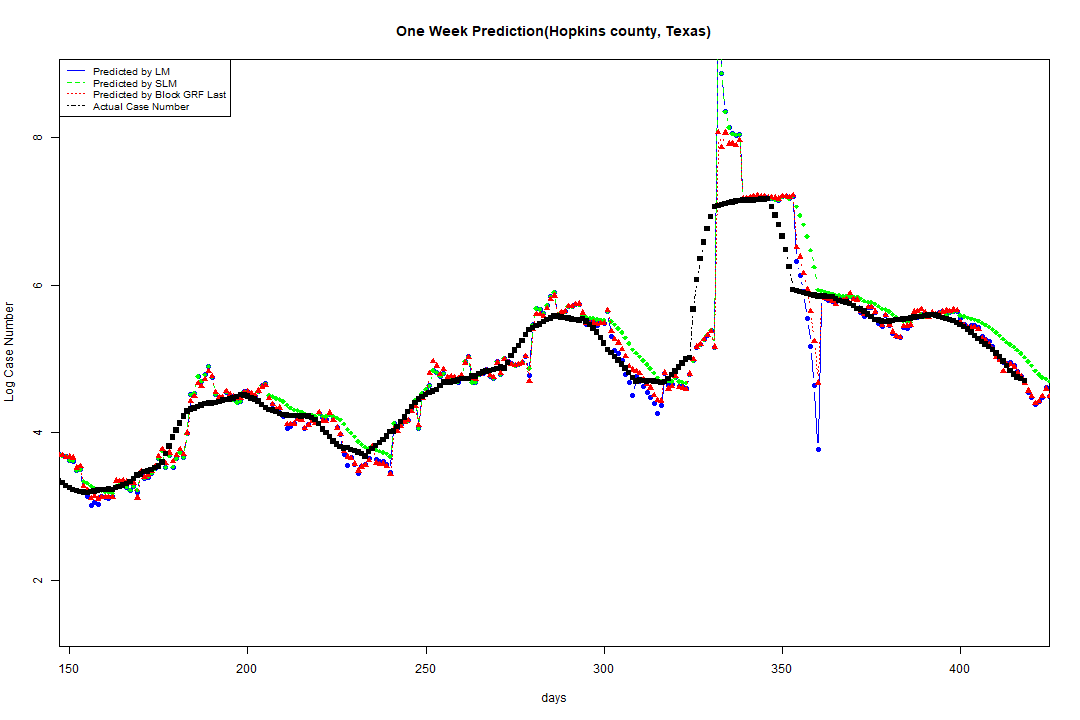 One Week Prediction(Hopkins county, Texas)
Predicted by LM
Predicted by SLM
Predicted by Block GRF Last
Actual Case Number
8
6
4
2
Log Case Number
150 200 250 300 350 400
days